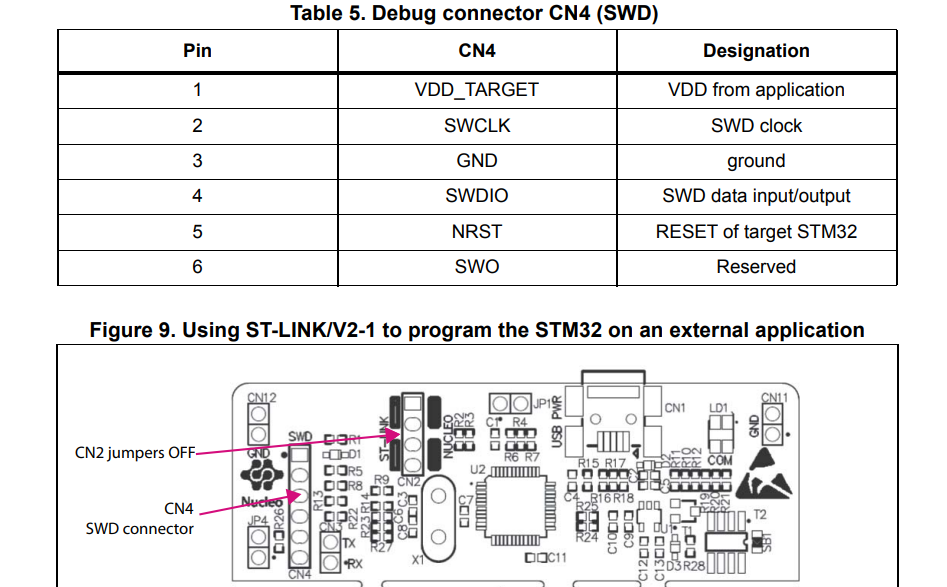 Table 5. Debug connector CN4 (SWD)
Pin CN4 Designation
1 VDD_TARGET VDD from application
2 SWCLK SWD clock
3 GND ground
4 SWDIO SWD data input/output
5 NRST RESET of target STM32
6 SWO Reserved
Figure 9. Using ST-LINK/V2-1 to program the STM32 on an external application
CN2 jumpers OFF
CN4
SWD connector
CN12
GND
Nucleo
JP4
R26
SWD
CN4
R1
D1
R5
R8
R13
R22
CN3
TX
RX
NUCLEO
CN2
R9
R14
R23
C6
C3
C8
R27
X1
R2
R3
C7
U2
C1
R4
R6 R7
JP1
C11
USB PWR
CN1
R15 R17
C4 R16 R18
R25
R24
C10
C9
C2
D2
C5
R11
R12
R19
R20
R21
C12
C13
D3
R28
T2
SB1
LD1
COM
CN11
GND